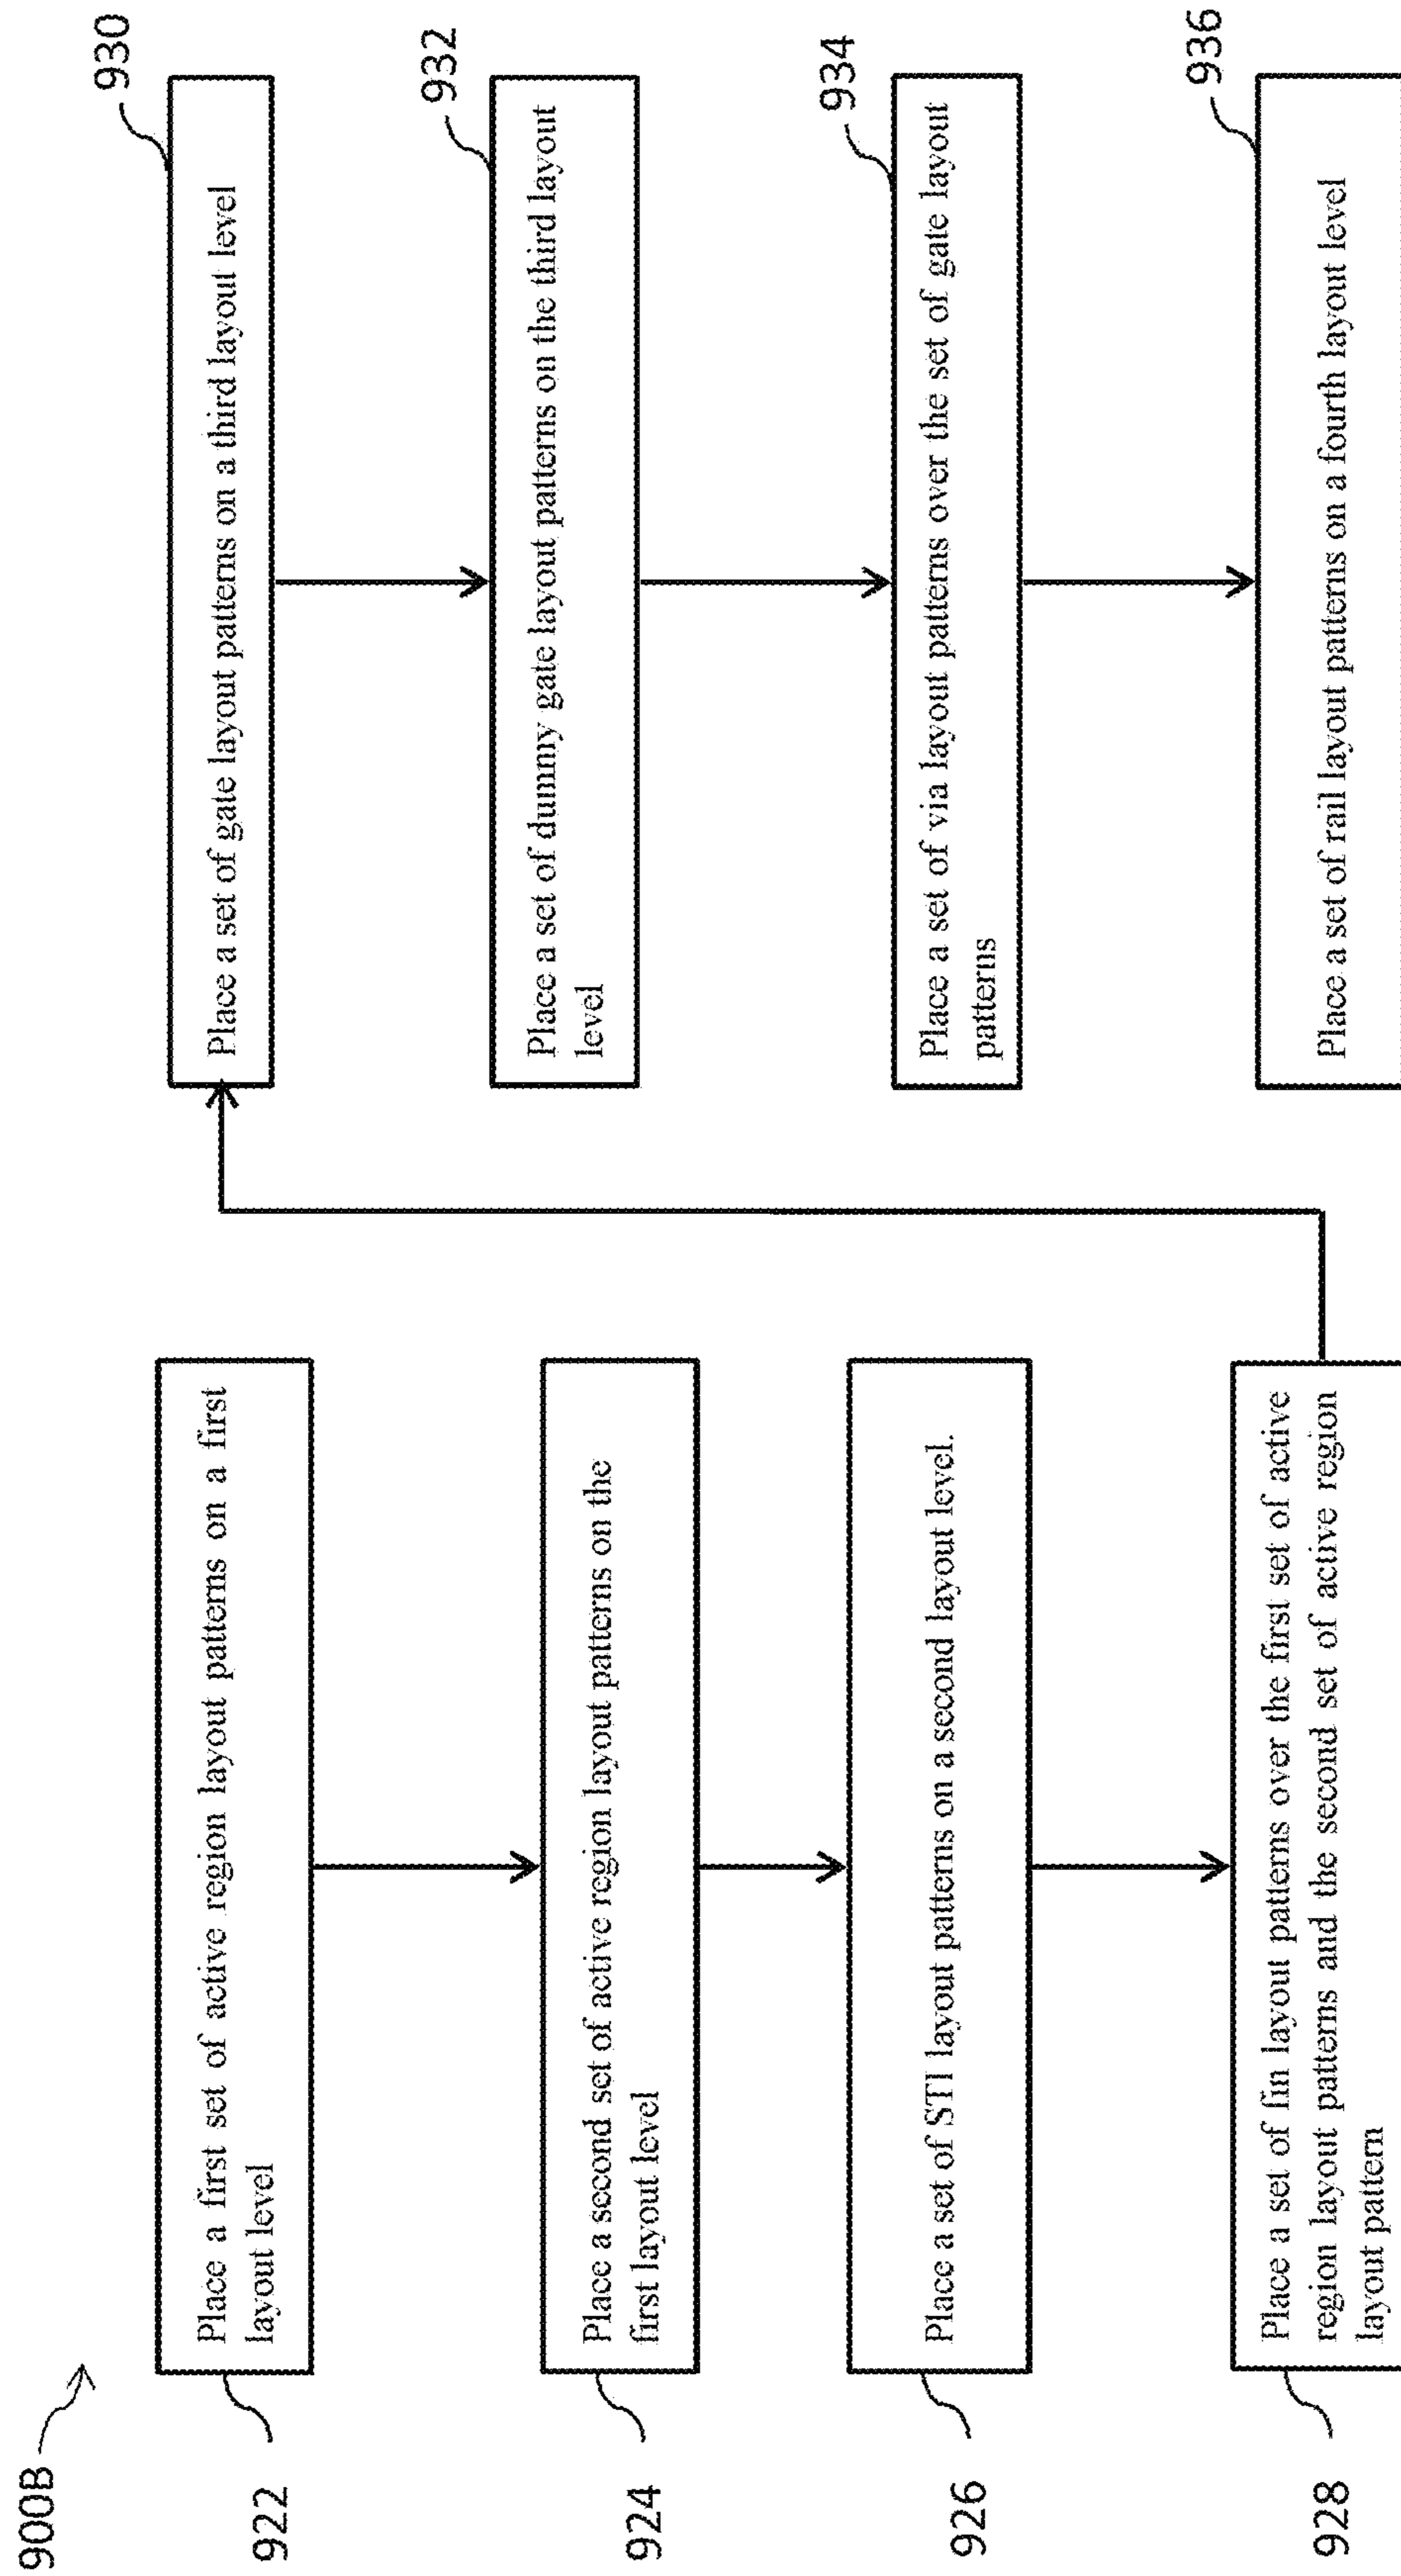 900B
922
Place a first set of active region layout patterns on a first
layout level
924
Place a second set of active region layout patterns on the
first layout level
926
Place a set of STI layout patterns on a second layout level.
928
Place a set of fin layout patterns over the first set of active
region layout patterns and the second set of active region
layout pattern
930
Place a set of gate layout patterns on a third layout level
932
Place a set of dummy gate layout patterns on the third layout
level
934
Place a set of via layout patterns over the set of gate layout
patterns
936
Place a set of rail layout patterns on a fourth layout level